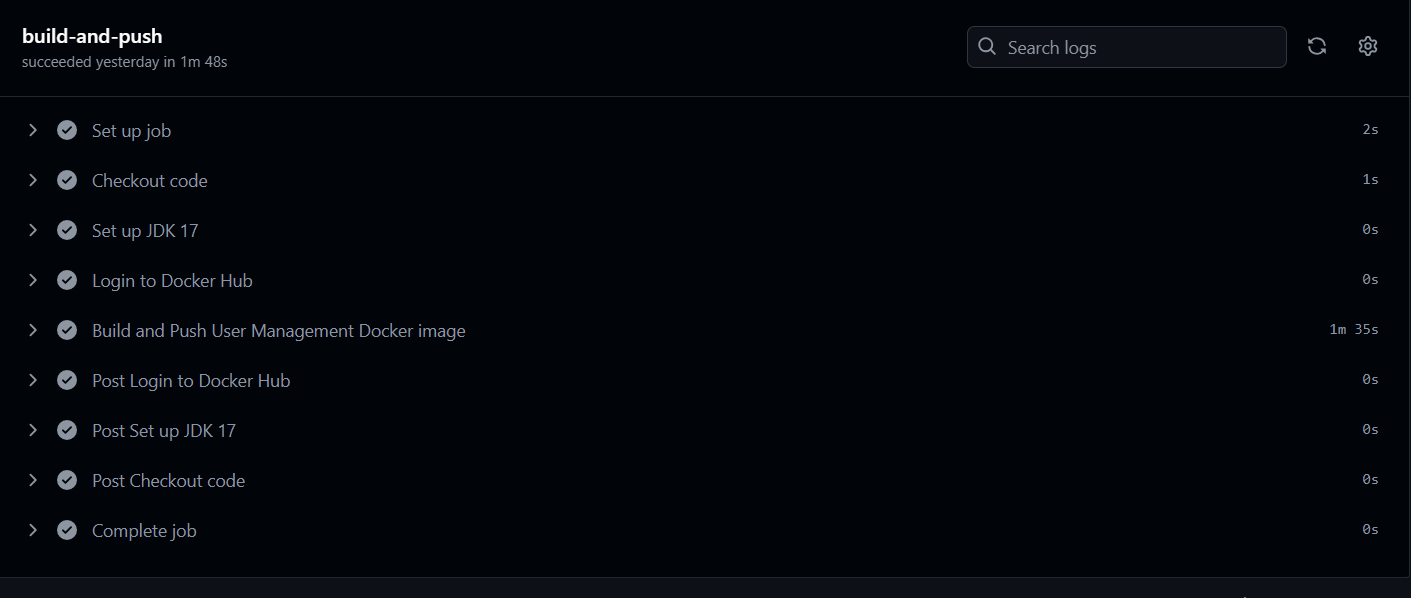 build-and-push
succeeded yesterday in 1m 48s
Search logs
Set up job 2s
Checkout code 1s
Set up JDK 17 0s
Login to Docker Hub 0s
Build and Push User Management Docker image 1m 35s
Post Login to Docker Hub 0s
Post Set up JDK 17 0s
Post Checkout code 0s
Complete job 0s